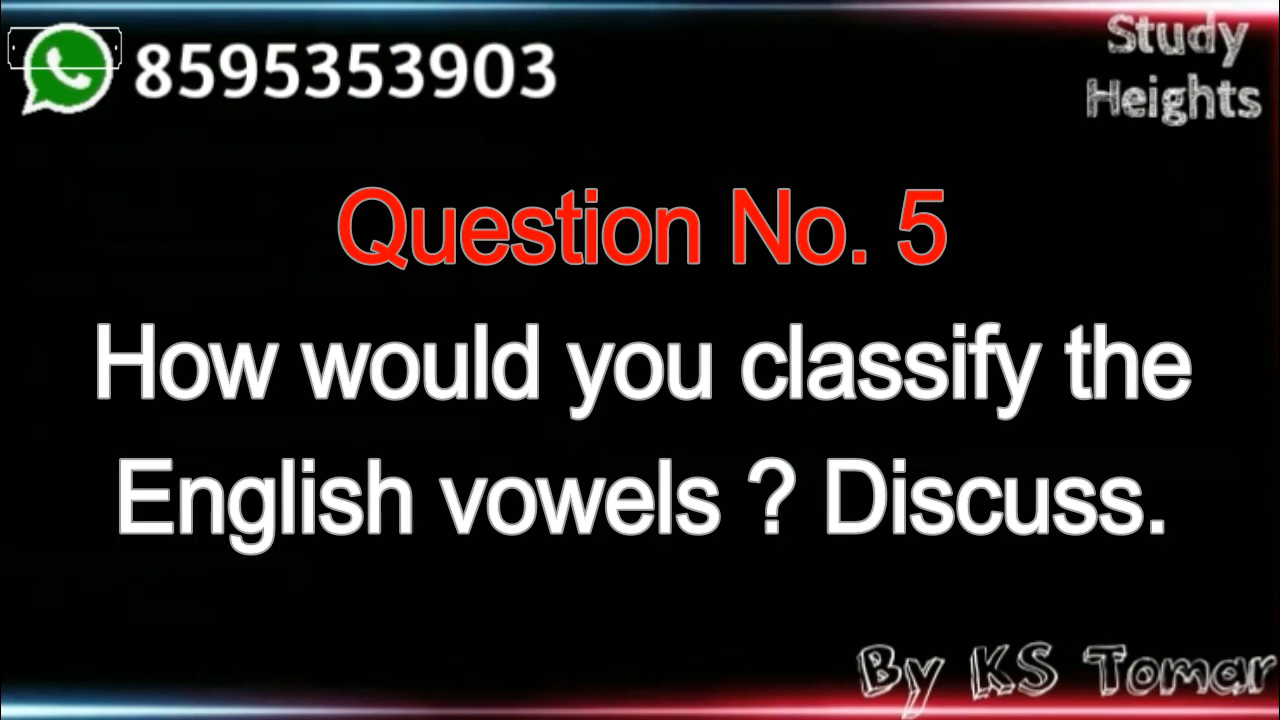 8595353903
Study
Heights
Question No. 5
How would you classify the
English vowels ? Discuss.
By KS Tomar